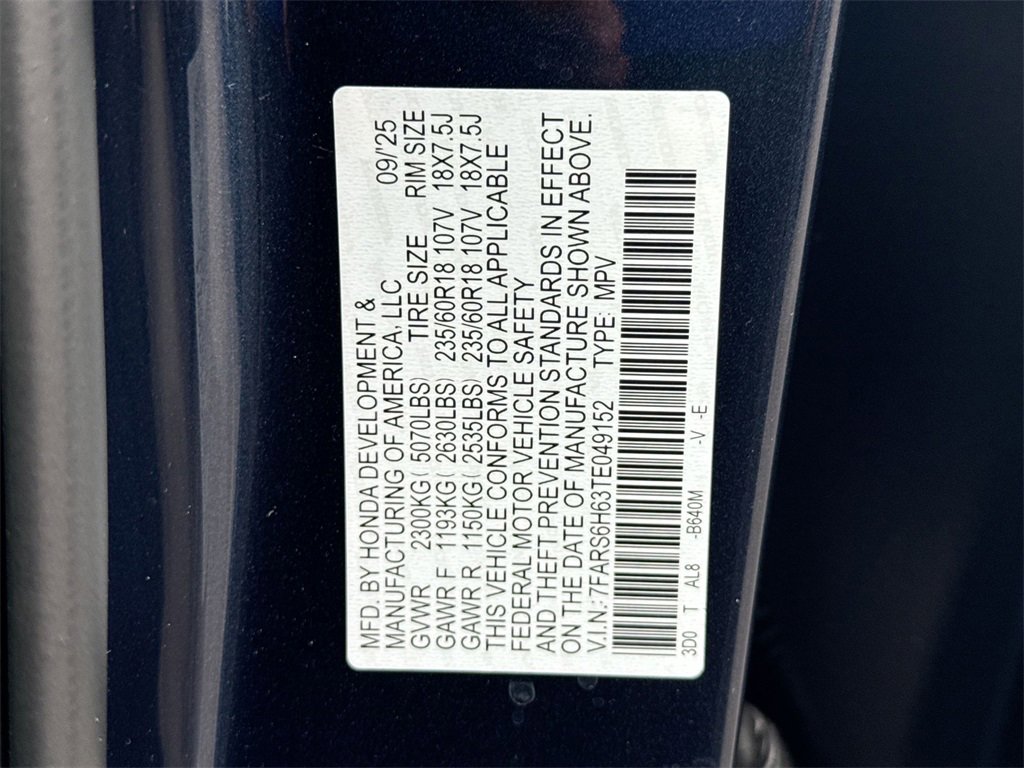 MFD. BY HONDA DEVELOPMENT &
MANUFACTURING OF AMERICA, LLC 09/'25
GVWR 2300KG ( 5070LBS) TIRE SIZE RIM SIZE
GAWR F 1193KG ( 2630LBS) 235/60R18 107V 18X7.5J
GAWR R 1150KG ( 2535LBS) 235/60R18 107V 18X7.5J
THIS VEHICLE CONFORMS TO ALL APPLICABLE
FEDERAL MOTOR VEHICLE SAFETY
AND THEFT PREVENTION STANDARDS IN EFFECT
ON THE DATE OF MANUFACTURE SHOWN ABOVE.
V.I.N.: 7FARS6H63TE049152 TYPE: MPV
3D0 T AL8 -B640M -V -E